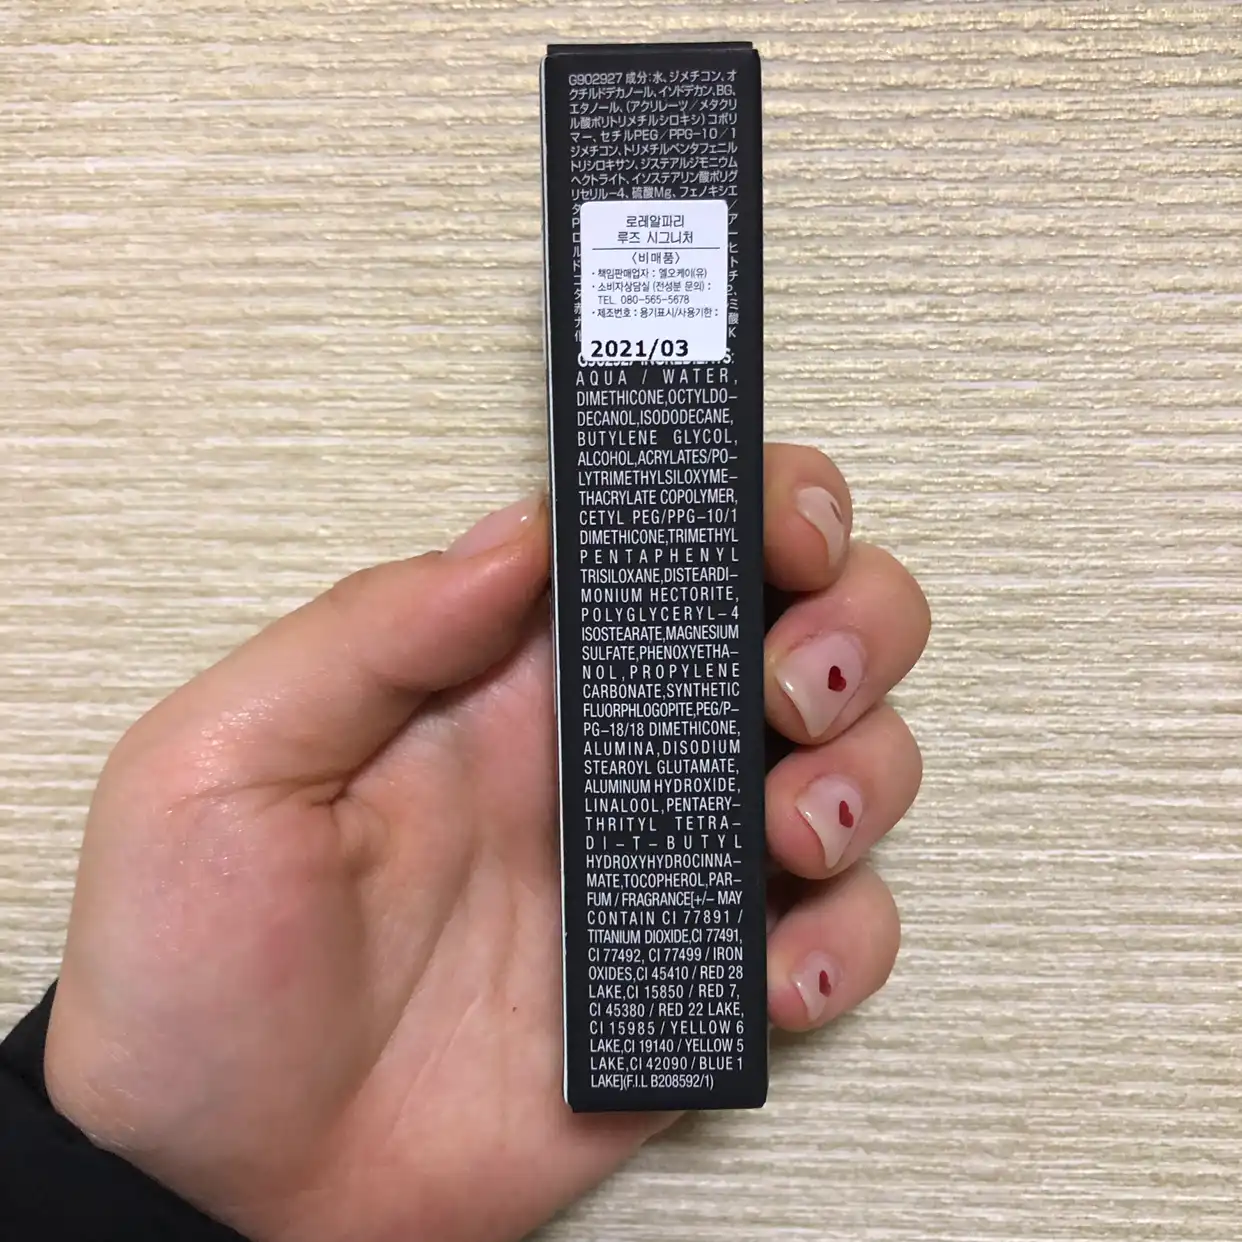 G902927 成分:水、ジメチコン、オ
クチルドデカノール、イソドデカン、BG、
エタノール、(アクリレーツ/メタクリ
ル酸ポリトリメチルシロキシ)コポリ
マー、セチルPEG/PPG-10/1
ジメチコン、トリメチルペンタフェニル
トリシロキサン、ジステアルジモニウム
ヘクトライト、イソステアリン酸ポリグ
リセリル-4、硫酸Mg、フェノキシエ
로레알파리
루즈 시그니처
<비매품>
· 책임판매업자 : 엘오케이(유)
· 소비자상담실 (전성분 문의) :
TEL. 080-565-5678
· 제조번호 : 용기표시/사용기한 :
2021/03
G902927 INGREDIENTS:
AQUA / WATER,
DIMETHICONE,OCTYLDO-
DECANOL,ISODODECANE,
BUTYLENE GLYCOL,
ALCOHOL,ACRYLATES/PO-
LYTRIMETHYLSILOXYME-
THACRYLATE COPOLYMER,
CETYL PEG/PPG-10/1
DIMETHICONE,TRIMETHYL
PENTAPHENYL
TRISILOXANE,DISTEARDI-
MONIUM HECTORITE,
POLYGLYCERYL-4
ISOSTEARATE,MAGNESIUM
SULFATE,PHENOXYETHA-
NOL,PROPYLENE
CARBONATE,SYNTHETIC
FLUORPHLOGOPITE,PEG/P-
PG-18/18 DIMETHICONE,
ALUMINA,DISODIUM
STEAROYL GLUTAMATE,
ALUMINUM HYDROXIDE,
LINALOOL,PENTAERY-
THRITYL TETRA-
DI-T-BUTYL
HYDROXYHYDROCINNA-
MATE,TOCOPHEROL,PAR-
FUM / FRAGRANCE[+/- MAY
CONTAIN CI 77891 /
TITANIUM DIOXIDE,CI 77491,
CI 77492, CI 77499 / IRON
OXIDES,CI 45410 / RED 28
LAKE,CI 15850 / RED 7,
CI 45380 / RED 22 LAKE,
CI 15985 / YELLOW 6
LAKE,CI 19140 / YELLOW 5
LAKE,CI 42090 / BLUE 1
LAKE](F.I.L B208592/1)